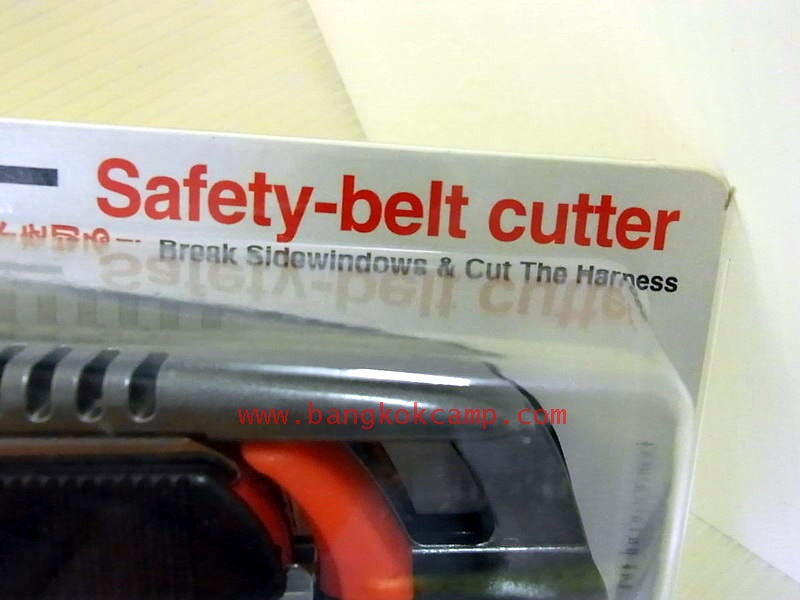 Safety-belt cutter
Break Sidewindows & Cut The Harness
www.bangkokcamp.com